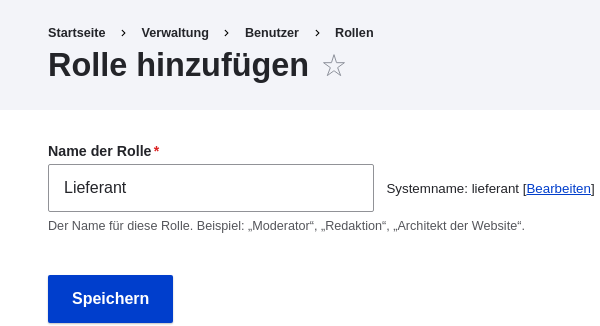 Startseite › Verwaltung › Benutzer › Rollen
Rolle hinzufügen ☆
Name der Rolle*
Lieferant
Systemname: lieferant [Bearbeiten]
Der Name für diese Rolle. Beispiel: „Moderator“, „Redaktion“, „Architekt der Website“.
Speichern